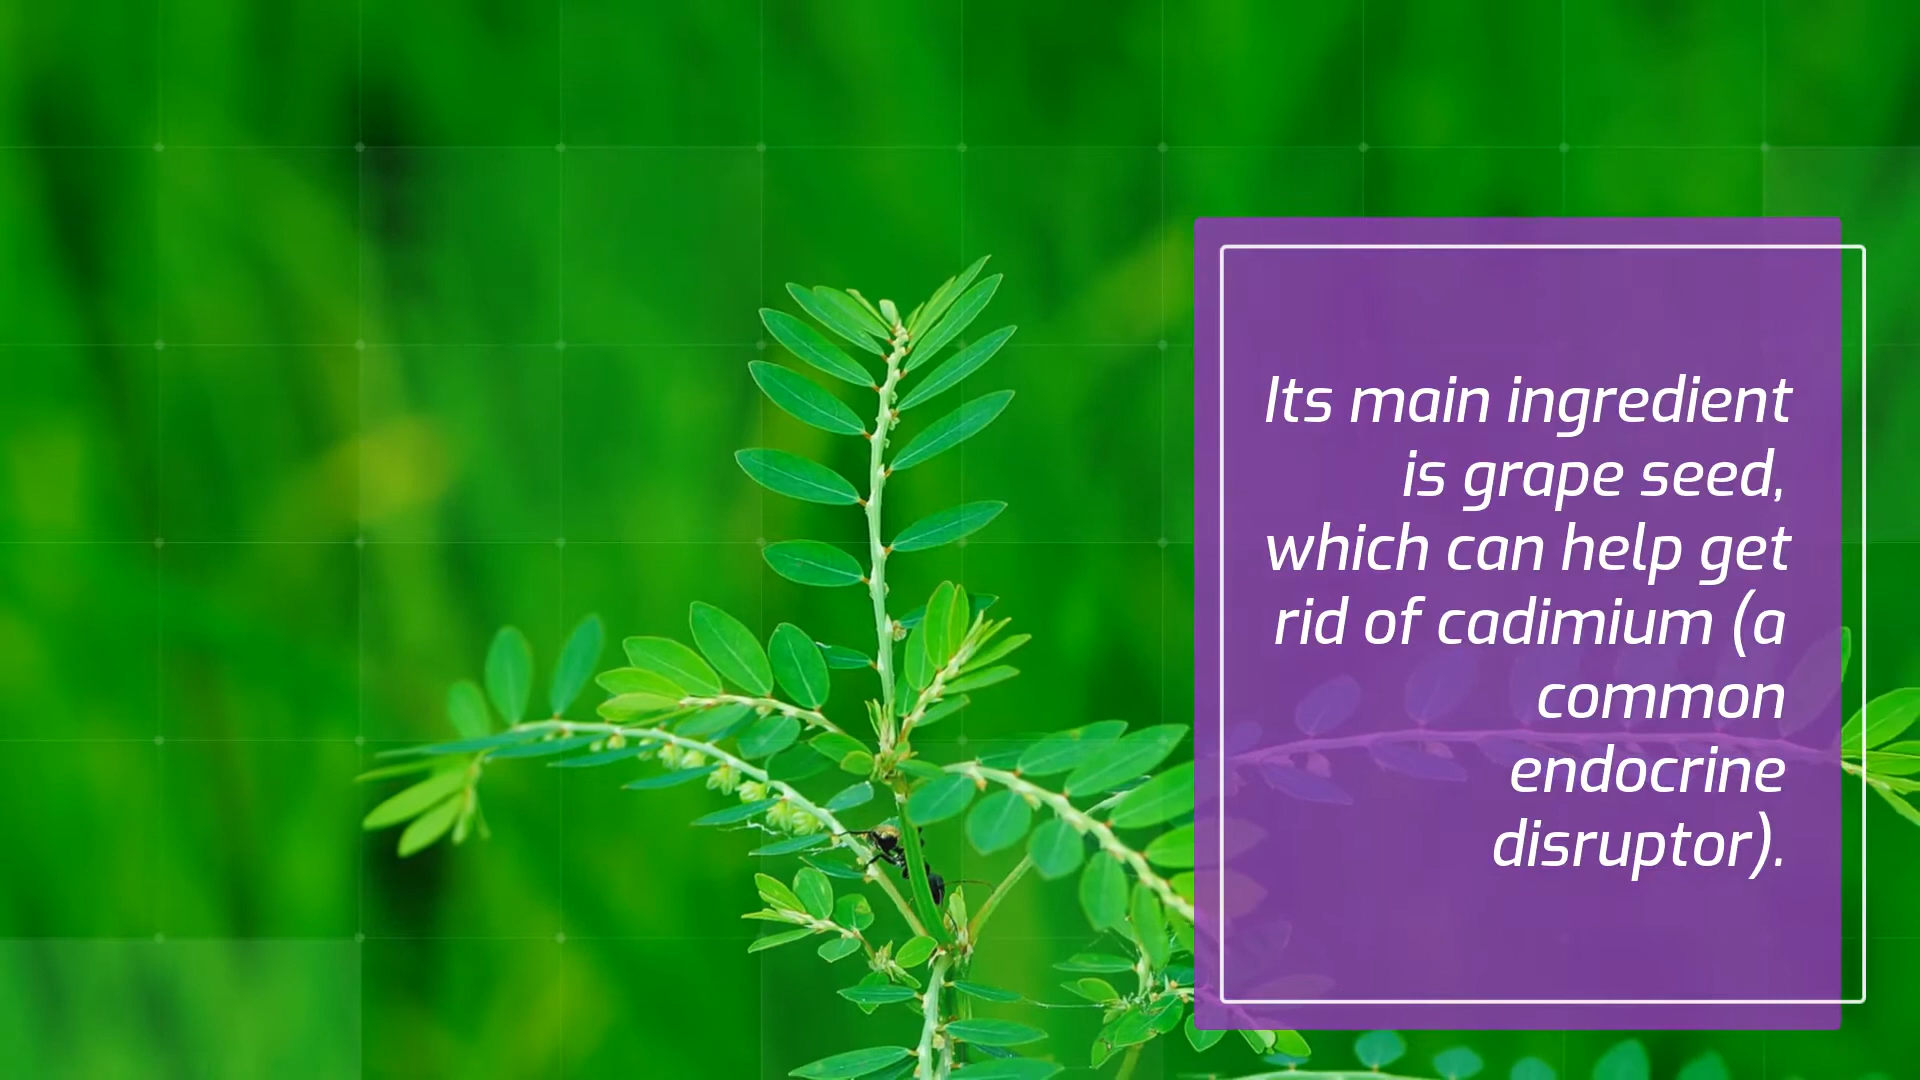 Its main ingredient
is grape seed,
which can help get
rid of cadimium (a
common
endocrine
disruptor).